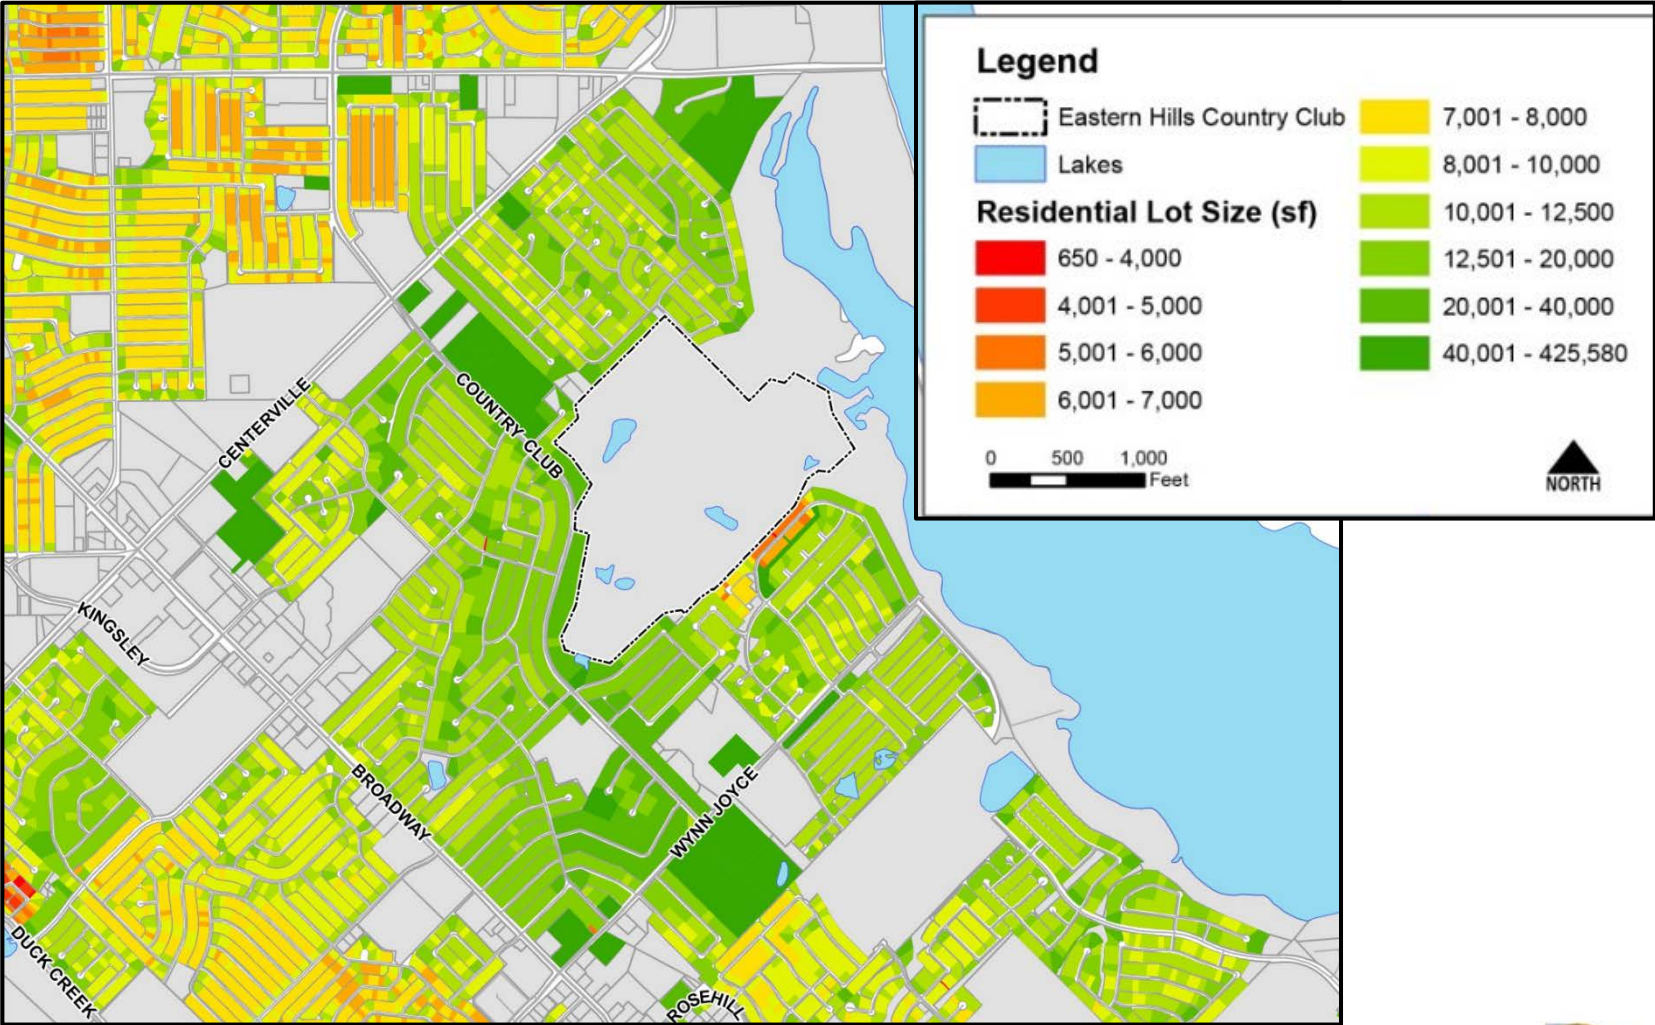 Legend
Eastern Hills Country Club
Lakes
Residential Lot Size (sf)
650 - 4,000
4,001 - 5,000
5,001 - 6,000
6,001 - 7,000
7,001 - 8,000
8,001 - 10,000
10,001 - 12,500
12,501 - 20,000
20,001 - 40,000
40,001 - 425,580
0 500 1,000
Feet
NORTH
CENTERVILLE
COUNTRY CLUB
KINGSLEY
BROADWAY
WYNN JOYCE
DUCK CREEK
ROSEHILL